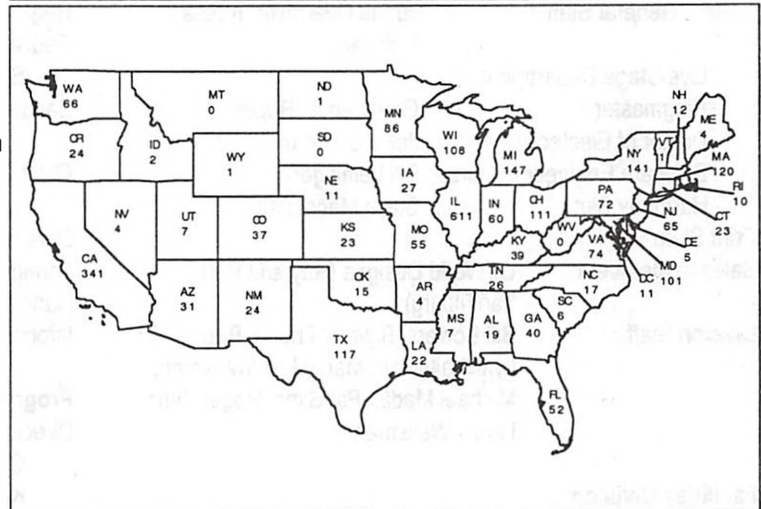 WA
66
OR
24
CA
341
ID
2
NV
4
MT
0
WY
1
UT
7
AZ
31
CO
37
NM
24
ND
1
SD
0
NE
11
KS
23
OK
15
TX
117
MN
86
IA
27
MO
55
AR
4
LA
22
WI
108
IL
611
MI
147
IN
60
OH
111
KY
39
TN
26
MS
AL
19
GA
40
FL
52
SC
6
17
VA
74
WV
0
PA
72
NY
141
VT
1
NH
12
ME
4
MA
120
RI
10
CT
23
NJ
65
DE
5
MD
101
DC
11